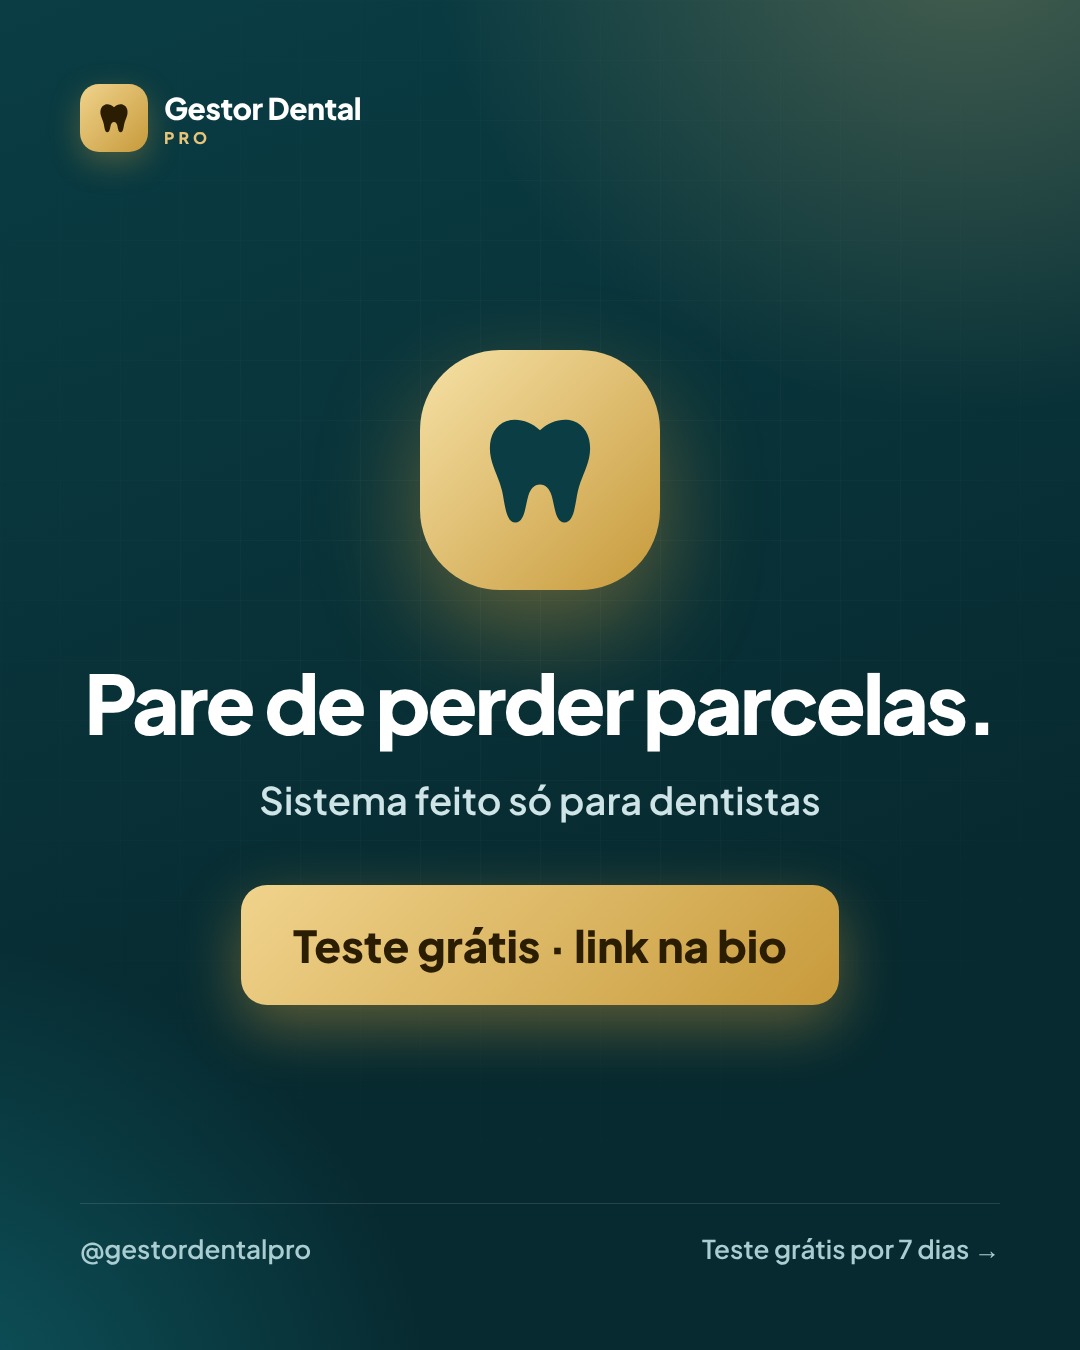 Gestor Dental
PRO
Pare de perder parcelas.
Sistema feito só para dentistas
Teste grátis · link na bio
@gestordentalpro
Teste grátis por 7 dias →